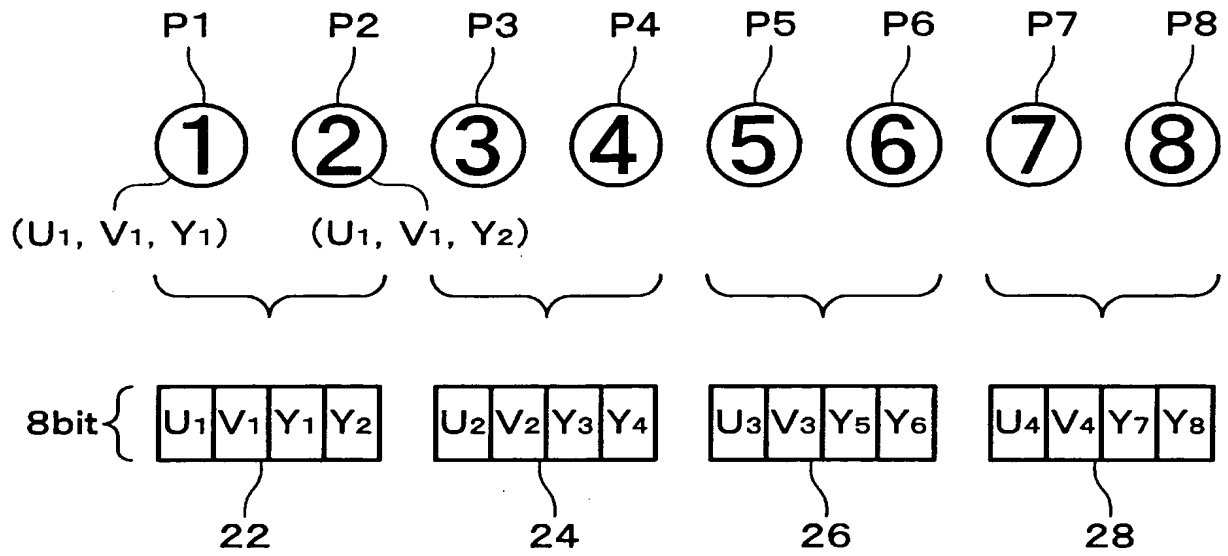 P1 P2 P3 P4 P5 P6 P7 P8
1 2 3 4 5 6 7 8
(U1, V1, Y1) (U1, V1, Y2)
8bit U1 V1 Y1 Y2 U2 V2 Y3 Y4 U3 V3 Y5 Y6 U4 V4 Y7 Y8
22 24 26 28